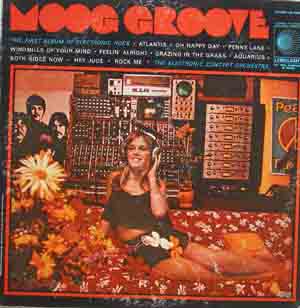 MOOG GROOVE
THE FIRST ALBUM OF ELECTRONIC ROCK • ATLANTIS • OH HAPPY DAY • PENNY LANE •
WINDMILLS OF YOUR MIND • FEELIN' ALRIGHT • GRAZING IN THE GRASS • AQUARIUS •
BOTH SIDES NOW • HEY JUDE • ROCK ME • THE ELECTRONIC CONCEPT ORCHESTRA
LIMELIGHT